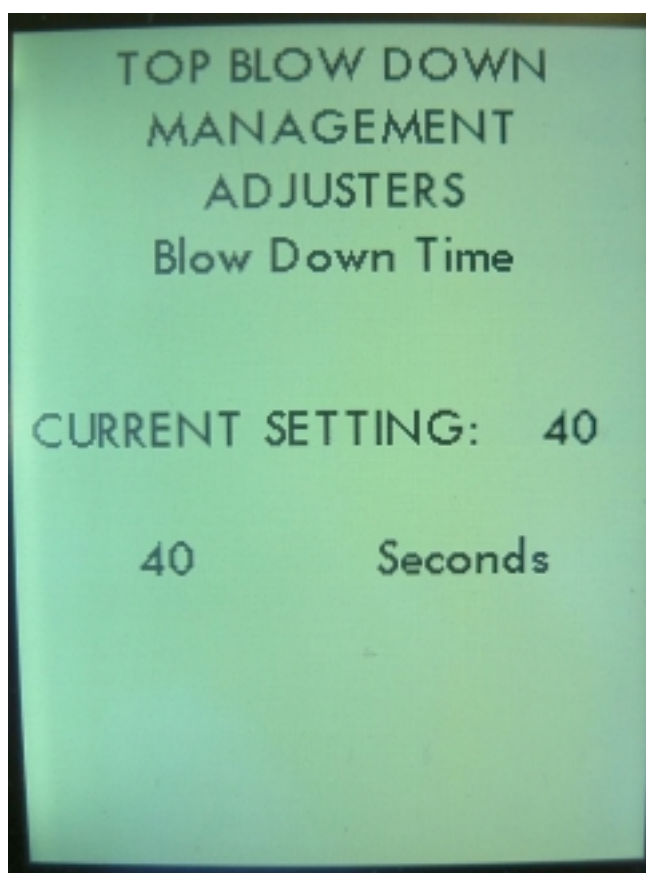 TOP BLOW DOWN
MANAGEMENT
ADJUSTERS
Blow Down Time
CURRENT SETTING: 40
40 Seconds